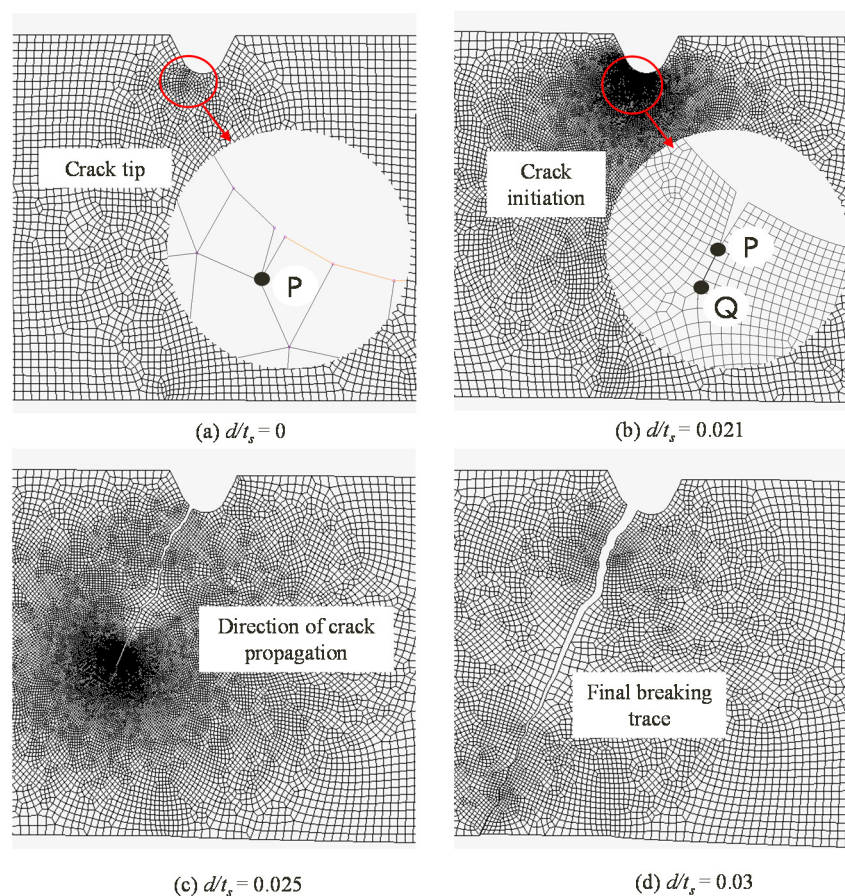 Crack tip
P
(a) d/tₛ = 0
Crack
initiation
P
Q
(b) d/tₛ = 0.021
Direction of crack
propagation
(c) d/tₛ = 0.025
Final breaking
trace
(d) d/tₛ = 0.03